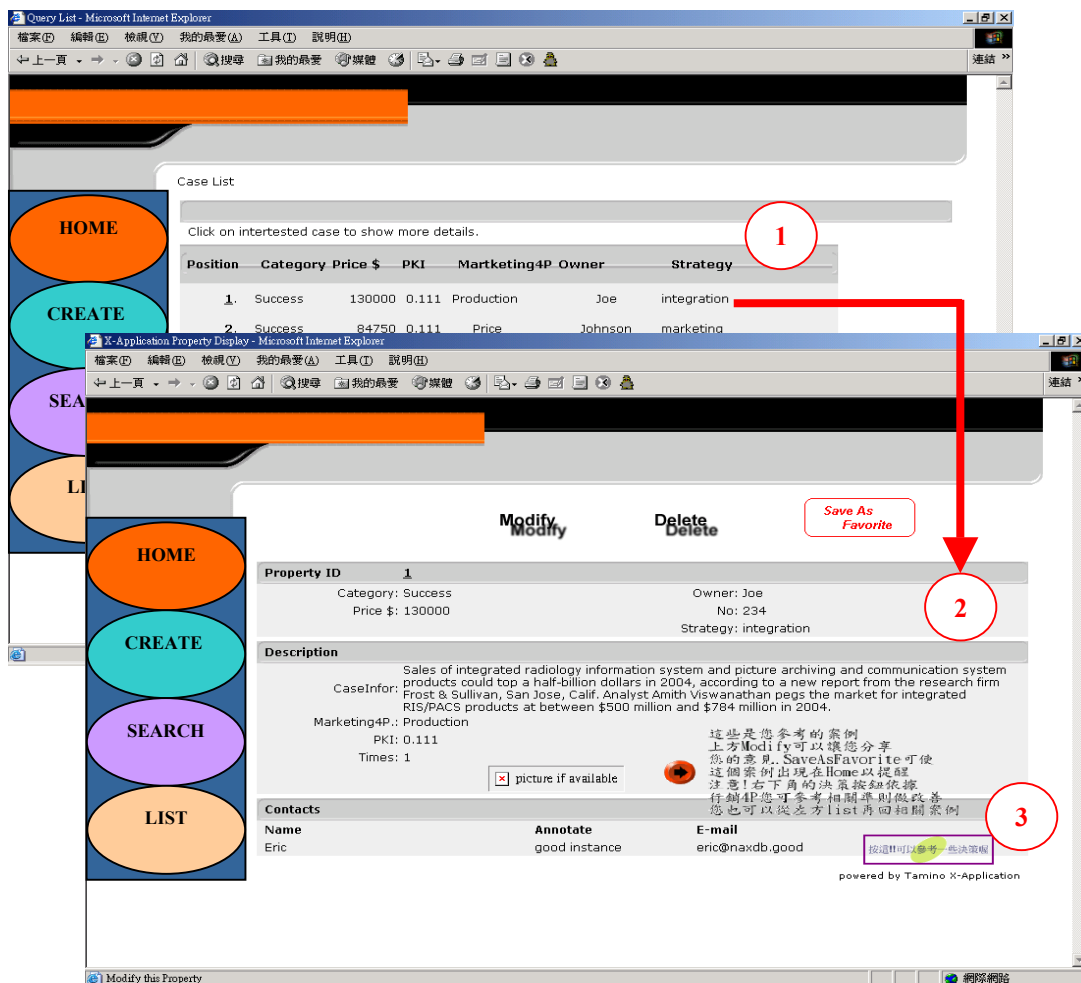 Query List - Microsoft Internet Explorer
檔案(F) 編輯(E) 檢視(V) 我的最愛(A) 工具(T) 說明(H)
上一頁 搜尋 我的最愛 媒體 連結 »
Case List
HOME
Click on intertested case to show more details.
1
Position Category Price $ PKI Martketing4P Owner Strategy
1. Success 130000 0.111 Production Joe integration
CREATE
2. Success 84750 0.111 Price Johnson marketing
X-Application Property Display - Microsoft Internet Explorer
檔案(F) 編輯(E) 檢視(V) 我的最愛(A) 工具(T) 說明(H)
上一頁 搜尋 我的最愛 媒體 連結 »
SEA
LI
Modify Modify
Delete Delete
Save As
Favorite
HOME
Property ID 1
Category: Success Owner: Joe
Price $: 130000 No: 234
Strategy: integration
2
CREATE
Description
CaseInfor: Sales of integrated radiology information system and picture archiving and communication system
products could top a half-billion dollars in 2004, according to a new report from the research firm
Frost & Sullivan, San Jose, Calif. Analyst Amith Viswanathan pegs the market for integrated
RIS/PACS products at between $500 million and $784 million in 2004.
Marketing4P.: Production
PKI: 0.111
Times: 1
SEARCH
picture if available
這些是您參考的案例
上方Modify可以讓您分享
您的意見..SaveAsFavorite可使
這個案例出現在Home以提醒
注意!右下角的決策按鈕依據
行銷4P您可參考相關準則做改善
您也可以從左方list再回相關案例
LIST
Contacts
3
Name Annotate E-mail
Eric good instance eric@naxdb.good
按這!!可以參考一些決策喔
powered by Tamino X-Application
Modify this Property
網際網路